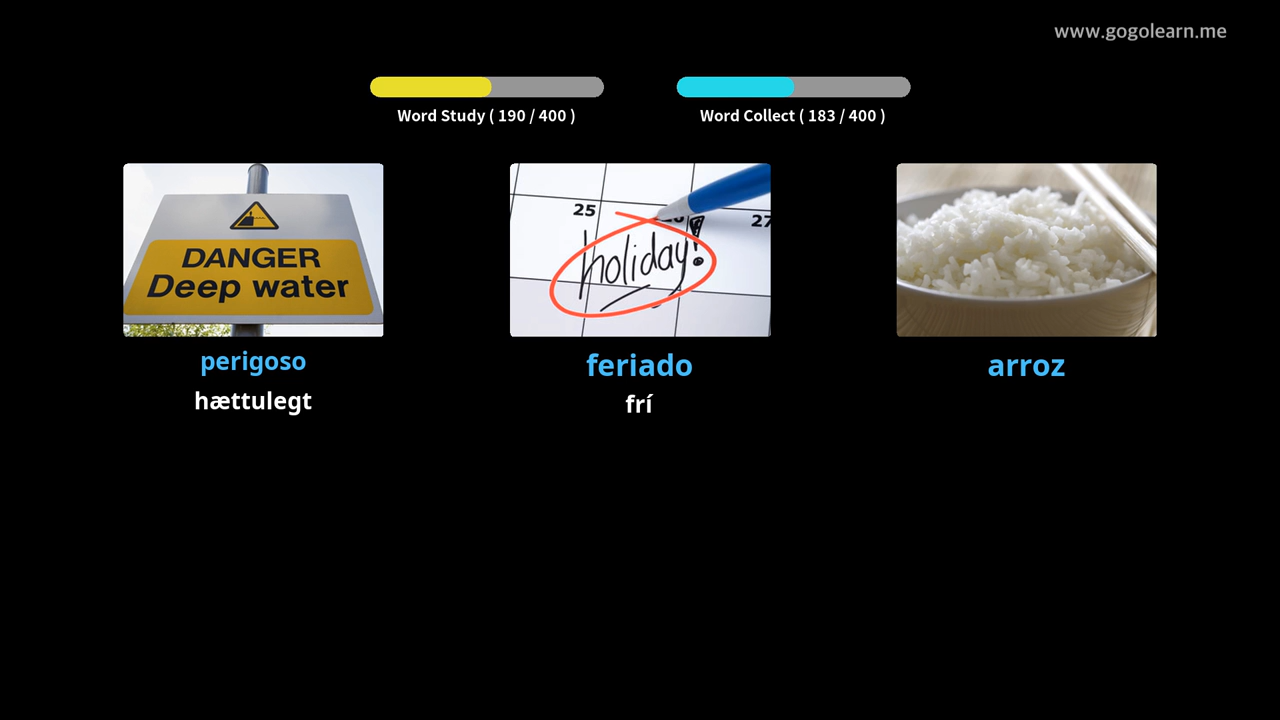 www.gogolearn.me
Word Study ( 190 / 400 )
Word Collect ( 183 / 400 )
DANGER
Deep water
25
27
holiday!
perigoso
feriado
arroz
hættulegt
frí